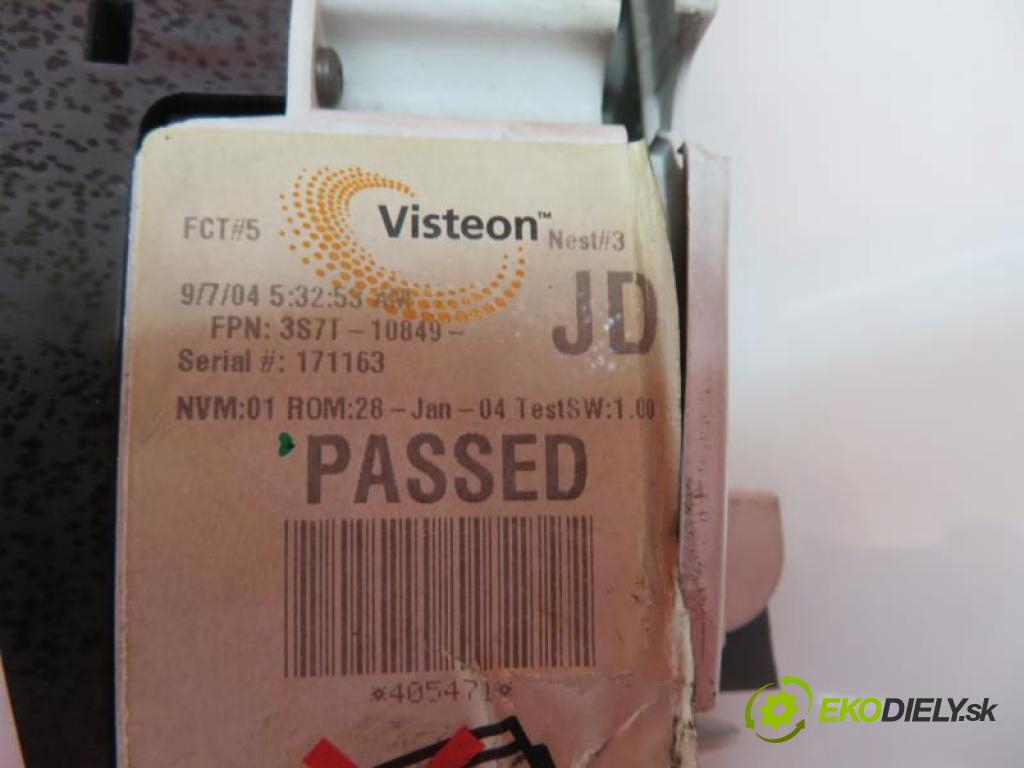 Visteon™
FCT#5 Nest#3
9/7/04 5:32:53 AM
JD
FPN: 3S7T-10849-
Serial #: 171163
NVM:01 ROM:28-Jan-04 TestSW:1.00
PASSED
*405471*
EKODIELY.sk